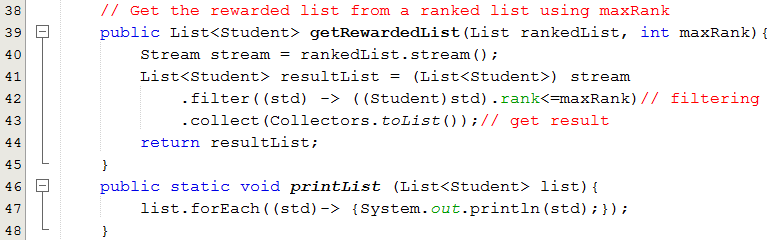 38 // Get the rewarded list from a ranked list using maxRank
39 public List<Student> getRewardedList(List rankedList, int maxRank){
40 Stream stream = rankedList.stream();
41 List<Student> resultList = (List<Student>) stream
42 .filter((std) -> ((Student)std).rank<=maxRank)// filtering
43 .collect(Collectors.toList());// get result
44 return resultList;
45 }
46 public static void printList (List<Student> list){
47 list.forEach((std)-> {System.out.println(std);});
48 }